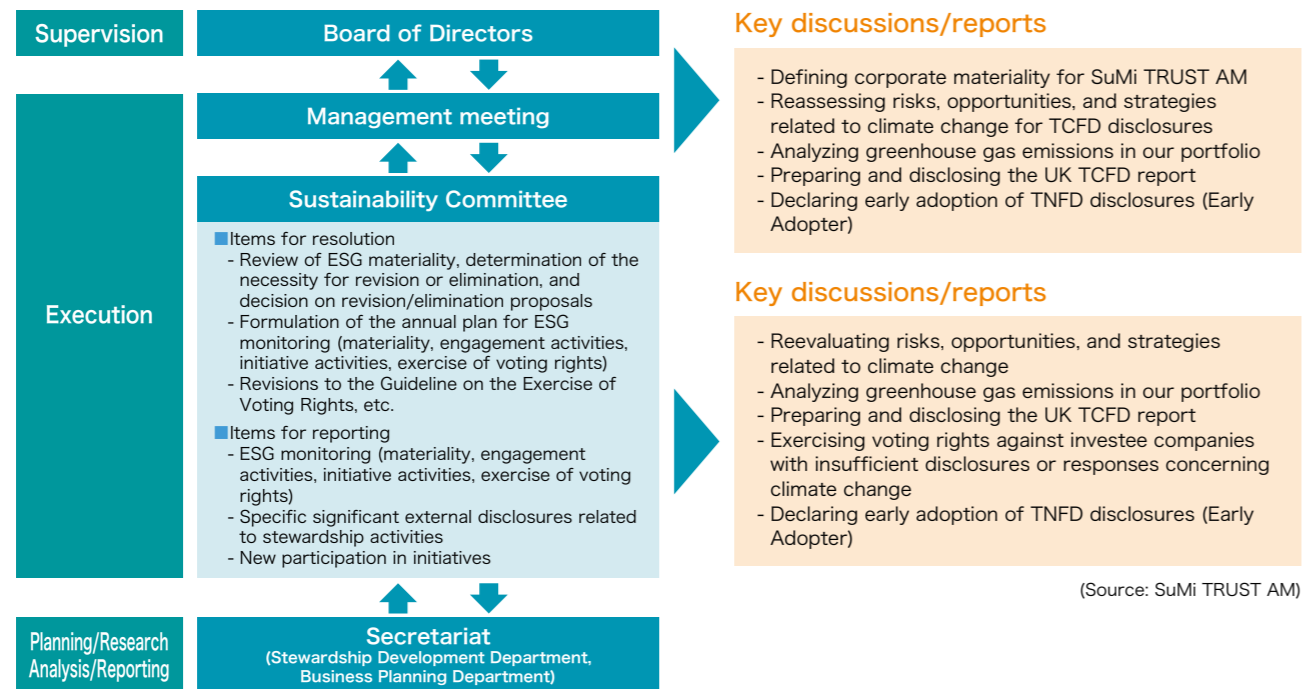 Supervision
Board of Directors
Execution
Management meeting
Sustainability Committee
■Items for resolution
- Review of ESG materiality, determination of the
necessity for revision or elimination, and
decision on revision/elimination proposals
- Formulation of the annual plan for ESG
monitoring (materiality, engagement activities,
initiative activities, exercise of voting rights)
- Revisions to the Guideline on the Exercise of
Voting Rights, etc.
■Items for reporting
- ESG monitoring (materiality, engagement
activities, initiative activities, exercise of voting
rights)
- Specific significant external disclosures related
to stewardship activities
- New participation in initiatives
Planning/Research
Analysis/Reporting
Secretariat
(Stewardship Development Department,
Business Planning Department)
Key discussions/reports
- Defining corporate materiality for SuMi TRUST AM
- Reassessing risks, opportunities, and strategies
related to climate change for TCFD disclosures
- Analyzing greenhouse gas emissions in our portfolio
- Preparing and disclosing the UK TCFD report
- Declaring early adoption of TNFD disclosures (Early
Adopter)
Key discussions/reports
- Reevaluating risks, opportunities, and strategies
related to climate change
- Analyzing greenhouse gas emissions in our portfolio
- Preparing and disclosing the UK TCFD report
- Exercising voting rights against investee companies
with insufficient disclosures or responses concerning
climate change
- Declaring early adoption of TNFD disclosures (Early
Adopter)
(Source: SuMi TRUST AM)